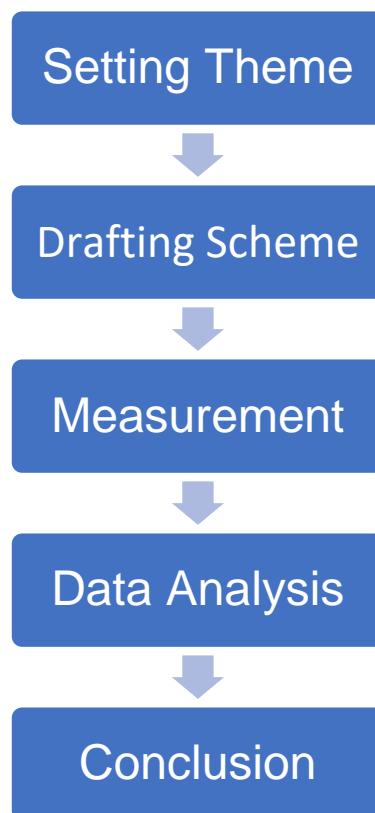 Setting Theme
Drafting Scheme
Measurement
Data Analysis
Conclusion